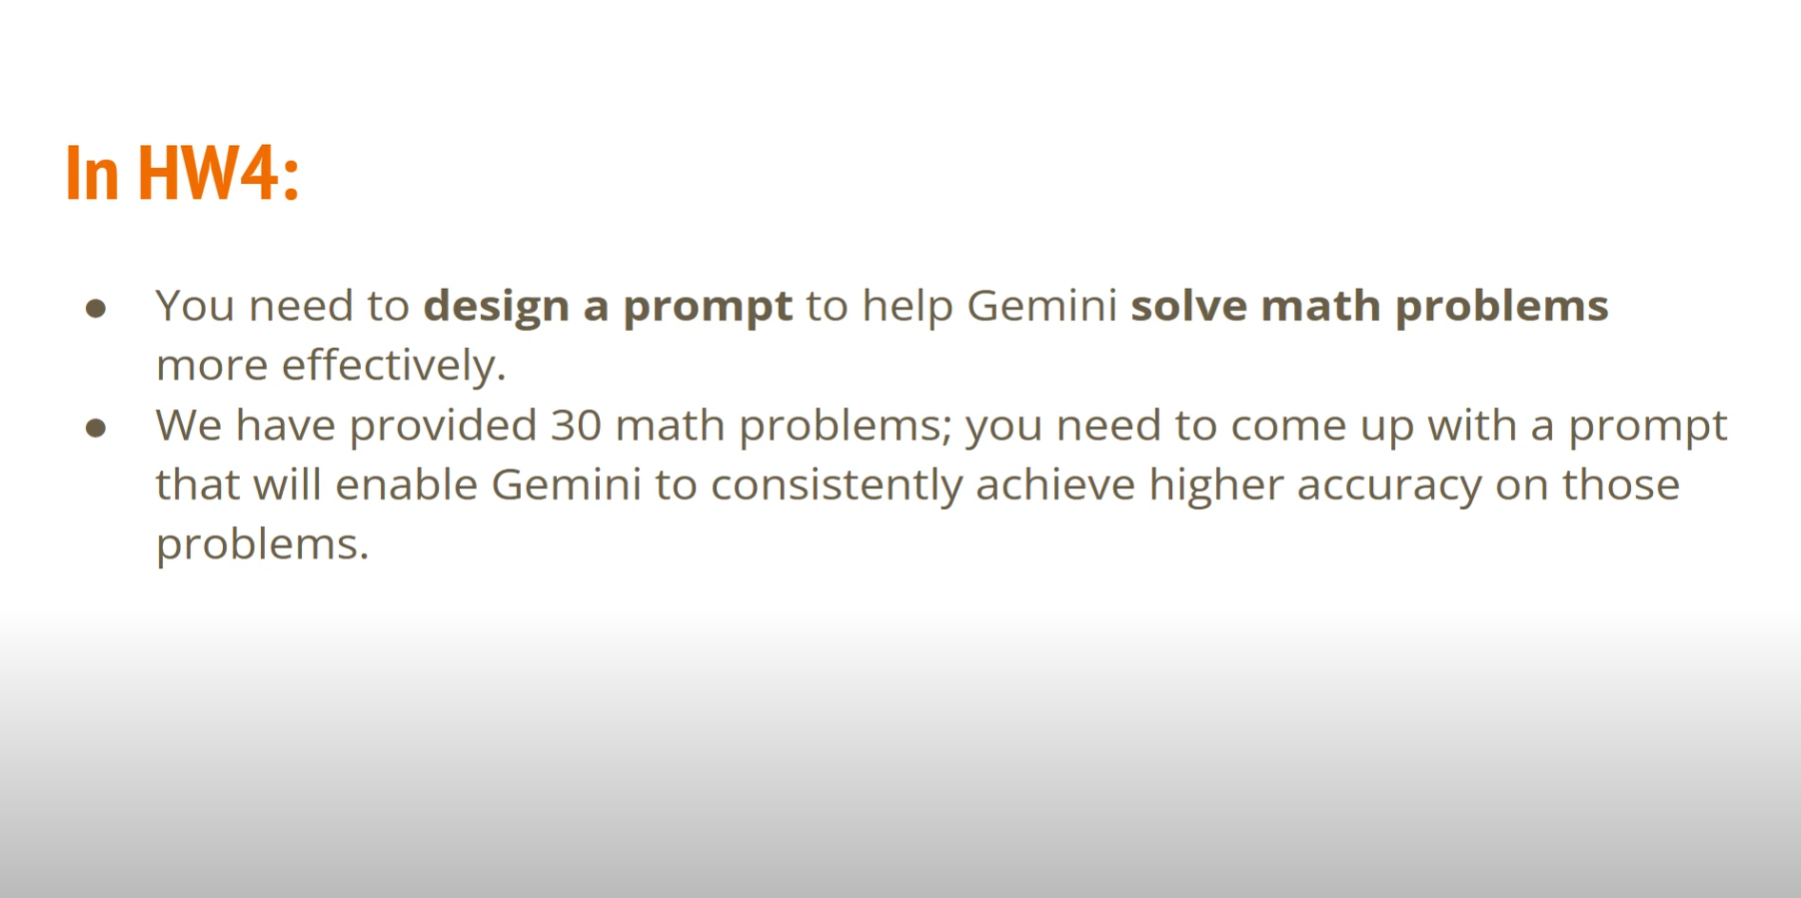 In HW4:
● You need to design a prompt to help Gemini solve math problems
more effectively.
● We have provided 30 math problems; you need to come up with a prompt
that will enable Gemini to consistently achieve higher accuracy on those
problems.